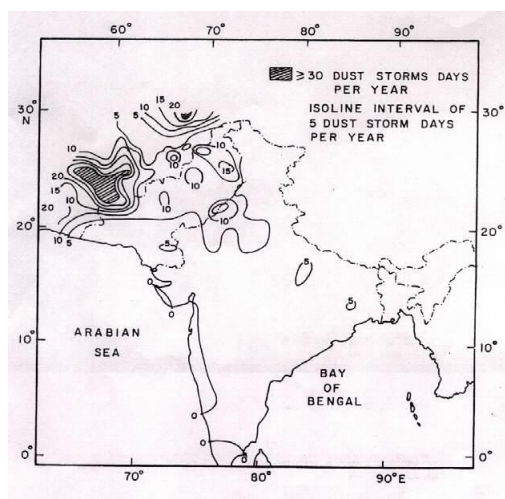 60° 70° 80° 90°
≥30 DUST STORMS DAYS
PER YEAR
ISOLINE INTERVAL OF
5 DUST STORM DAYS
PER YEAR
15
20
5
10
5
10
15
30°
N
30°
10
10
15
10
20
15
20
10
10
10
5
20°
20°
5
5
5
0
0
10°
10°
ARABIAN
SEA
BAY
OF
BENGAL
0
0
0
0°
0°
70° 80° 90°E